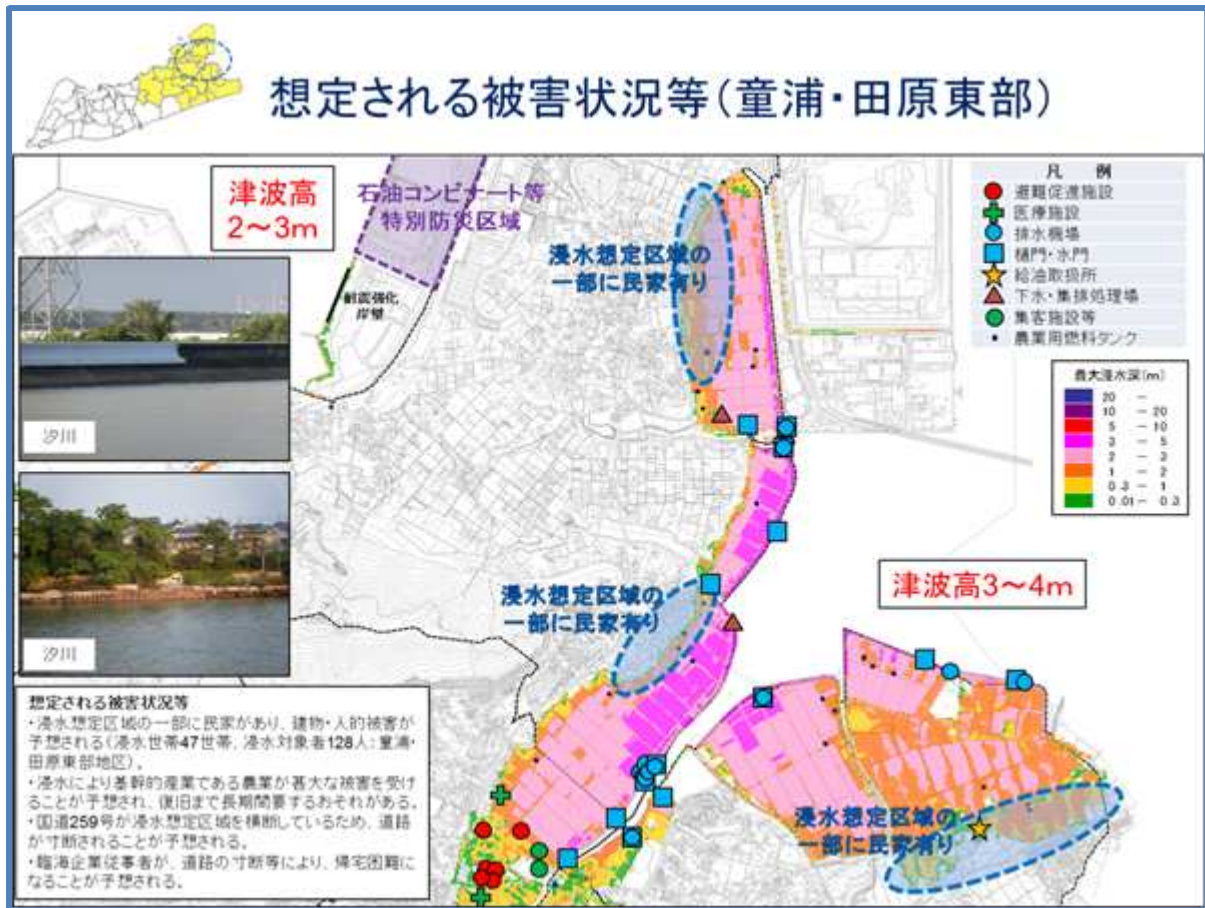 想定される被害状況等(童浦・田原東部)
津波高
2～3m
石油コンビナート等
特別防災区域
耐震強化
岸壁
浸水想定区域の
一部に民家有り
凡 例
避難促進施設
医療施設
排水機場
樋門・水門
給油取扱所
下水・集排処理場
集客施設等
農業用燃料タンク
最大浸水深(m)
20 －
10 － 20
5 － 10
3 － 5
2 － 3
1 － 2
0.3 － 1
0.01－ 0.3
汐川
汐川
浸水想定区域の
一部に民家有り
津波高3～4m
浸水想定区域の
一部に民家有り
想定される被害状況等
・浸水想定区域の一部に民家があり、建物・人的被害が
予想される(浸水世帯47世帯、浸水対象者128人:童浦・
田原東部地区)。
・浸水により基幹的産業である農業が甚大な被害を受け
ることが予想され、復旧まで長期間要するおそれがある。
・国道259号が浸水想定区域を横断しているため、道路
が寸断されることが予想される。
・臨海企業従事者が、道路の寸断等により、帰宅困難に
なることが予想される。